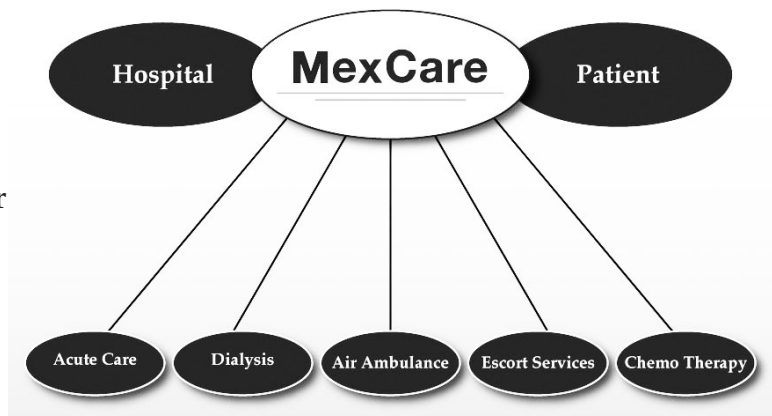 Hospital
MexCare
Patient
r
Acute Care
Dialysis
Air Ambulance
Escort Services
Chemo Therapy